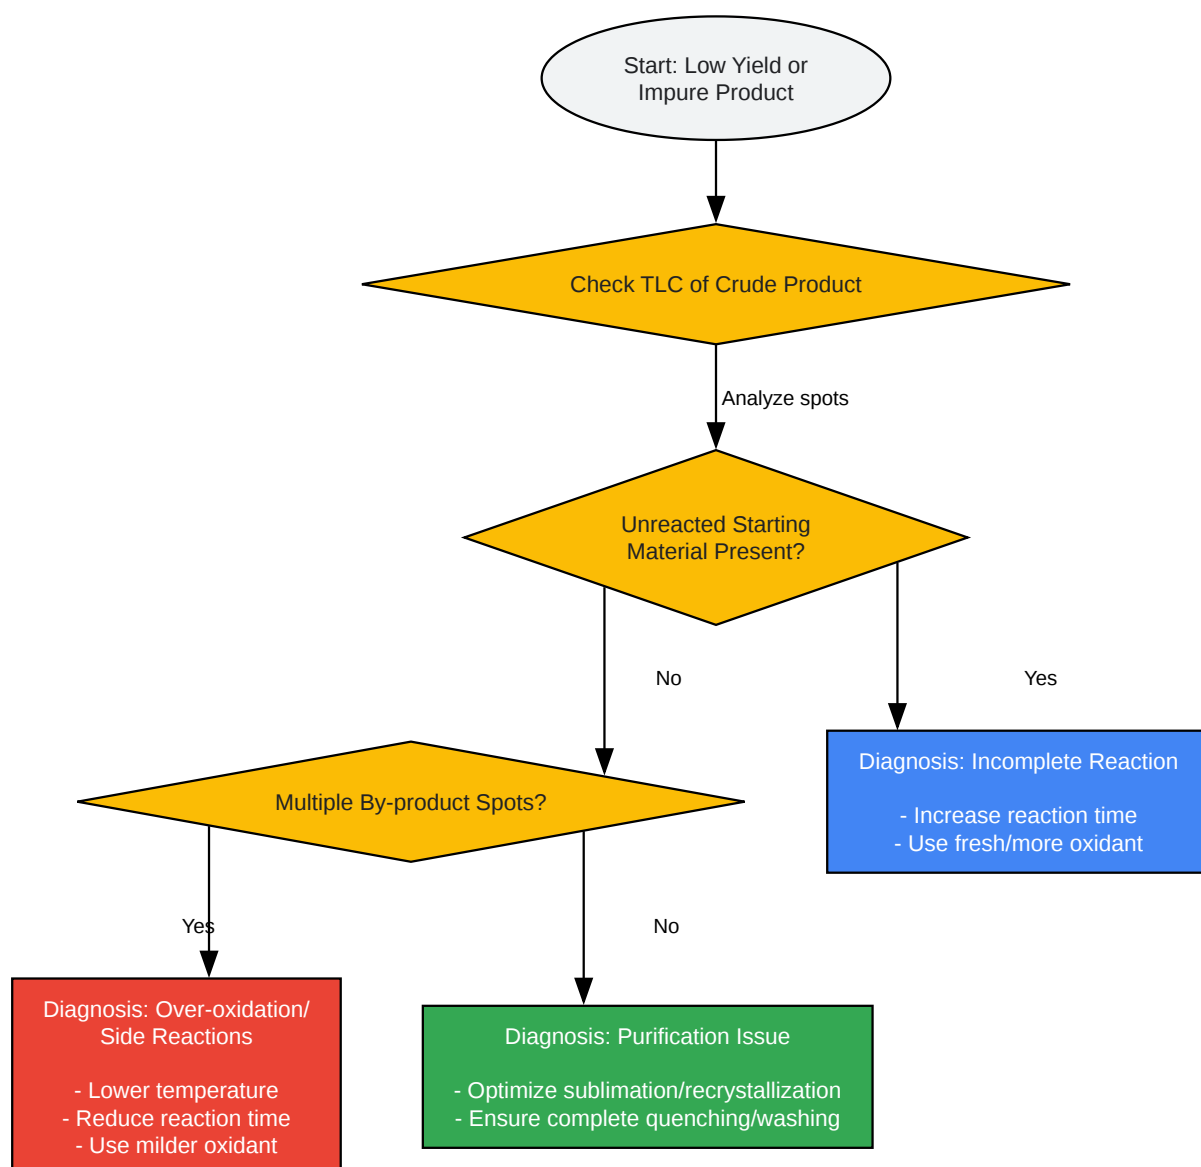 Start: Low Yield or
Impure Product
Check TLC of Crude Product
Analyze spots
Unreacted Starting
Material Present?
No
Yes
Diagnosis: Incomplete Reaction
- Increase reaction time
- Use fresh/more oxidant
Multiple By-product Spots?
Yes
No
Diagnosis: Over-oxidation/
Side Reactions
- Lower temperature
- Reduce reaction time
- Use milder oxidant
Diagnosis: Purification Issue
- Optimize sublimation/recrystallization
- Ensure complete quenching/washing